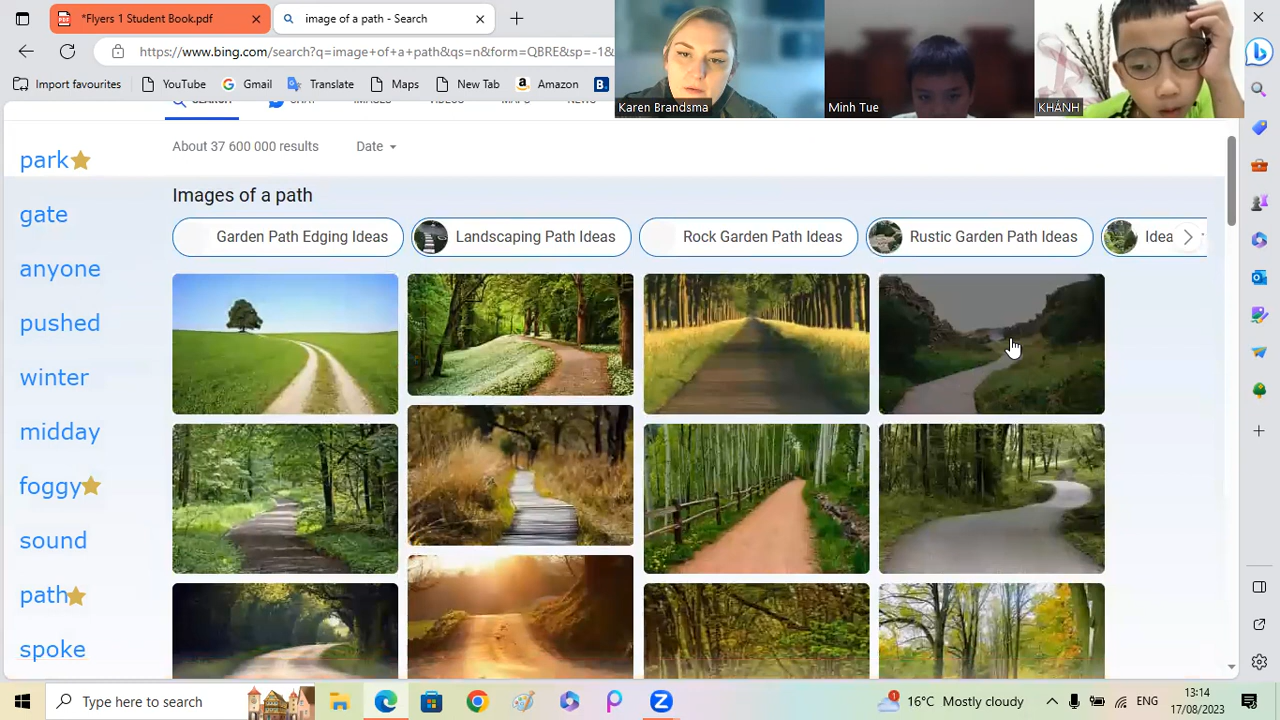 *Flyers 1 Student Book.pdf
image of a path - Search
https://www.bing.com/search?q=image+of+a+path&qs=n&form=QBRE&sp=-1&
Import favourites
YouTube
Gmail
Translate
Maps
New Tab
Amazon
B.
Karen Brandsma
Minh Tue
KHÁNH
About 37 600 000 results
Date
Images of a path
Garden Path Edging Ideas
Landscaping Path Ideas
Rock Garden Path Ideas
Rustic Garden Path Ideas
Idea
park
gate
anyone
pushed
winter
midday
foggy
sound
path
spoke
Type here to search
1
16°C Mostly cloudy
ENG
13:14
17/08/2023